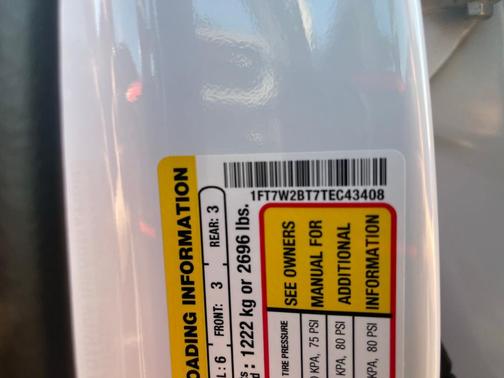 1FT7W2BT7TEC43408
OADING INFORMATION
L: 6 FRONT: 3 REAR: 3
: 1222 kg or 2696 lbs.
TIRE PRESSURE
KPA, 75 PSI
KPA, 80 PSI
KPA, 80 PSI
SEE OWNERS
MANUAL FOR
ADDITIONAL
INFORMATION